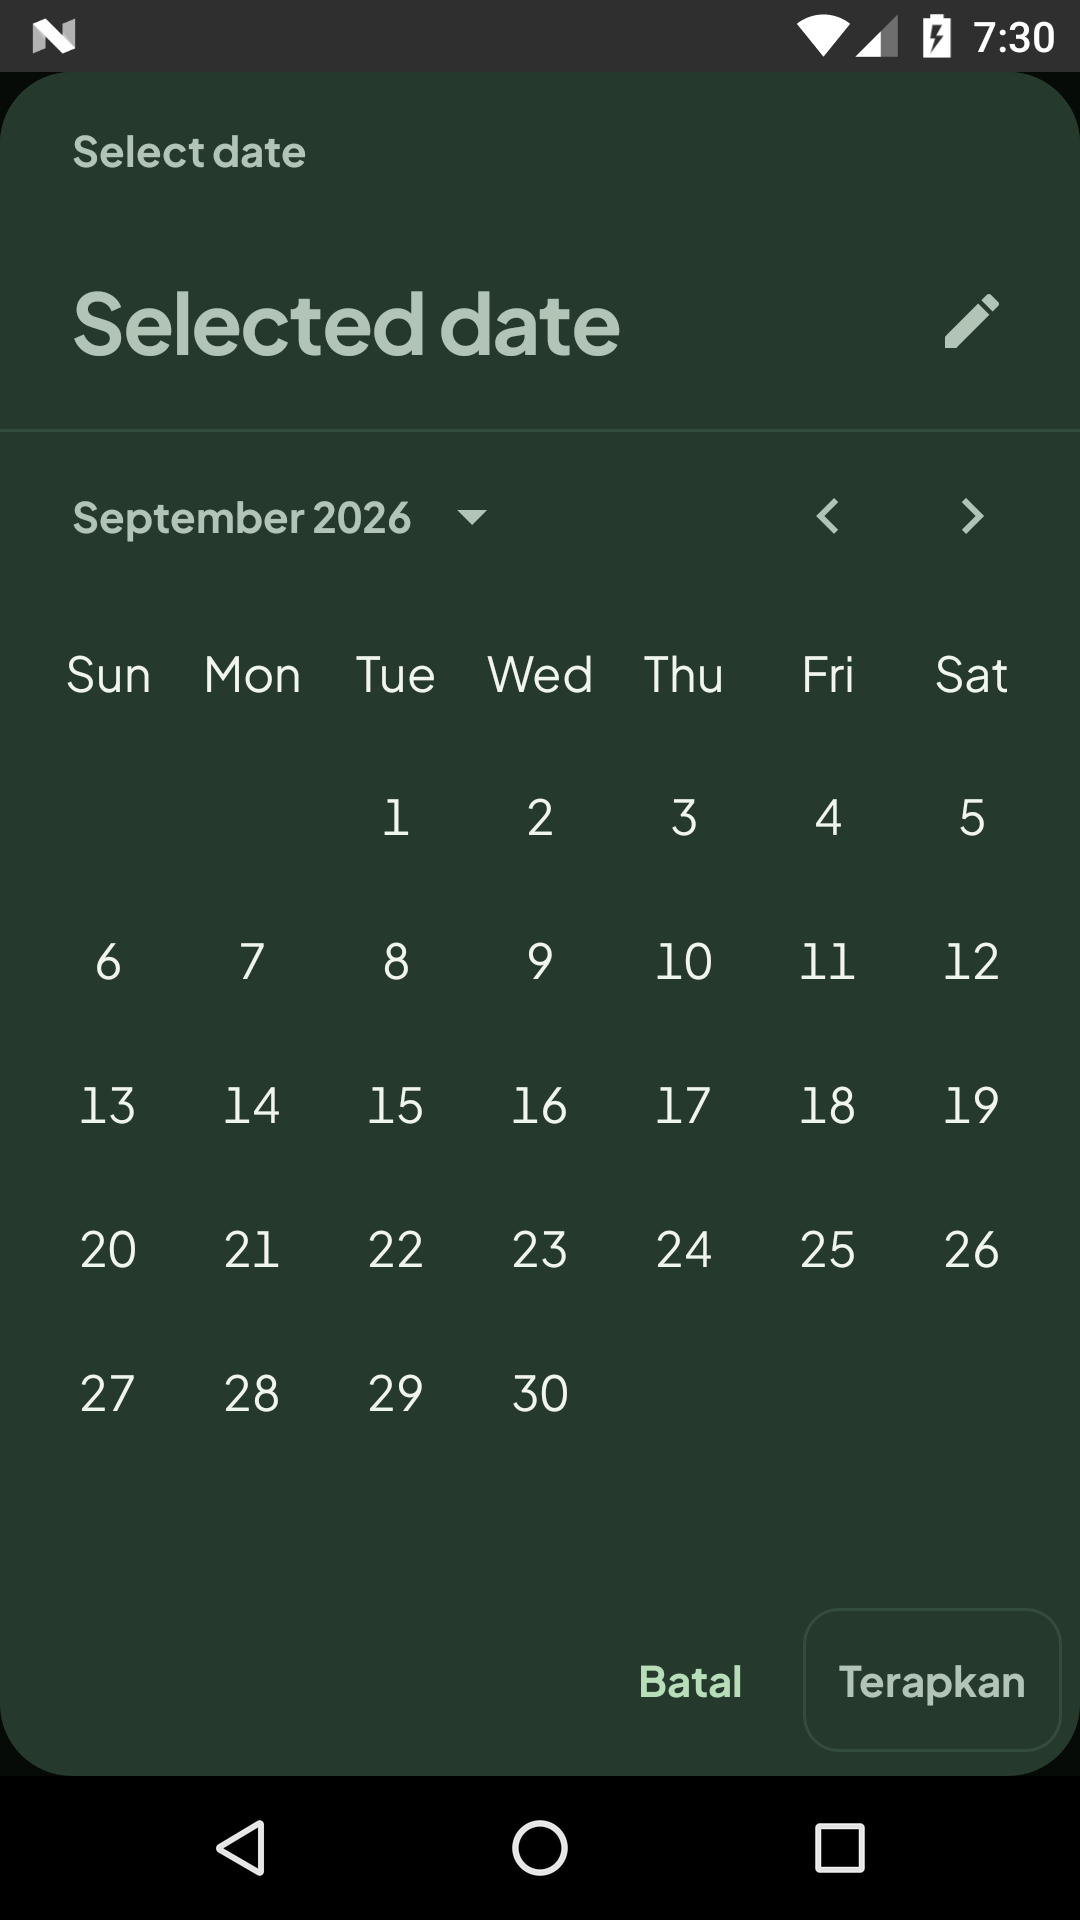 7:30
Select date
Selected date
September 2026
Sun Mon Tue Wed Thu Fri Sat
1 2 3 4 5
6 7 8 9 10 11 12
13 14 15 16 17 18 19
20 21 22 23 24 25 26
27 28 29 30
Batal Terapkan